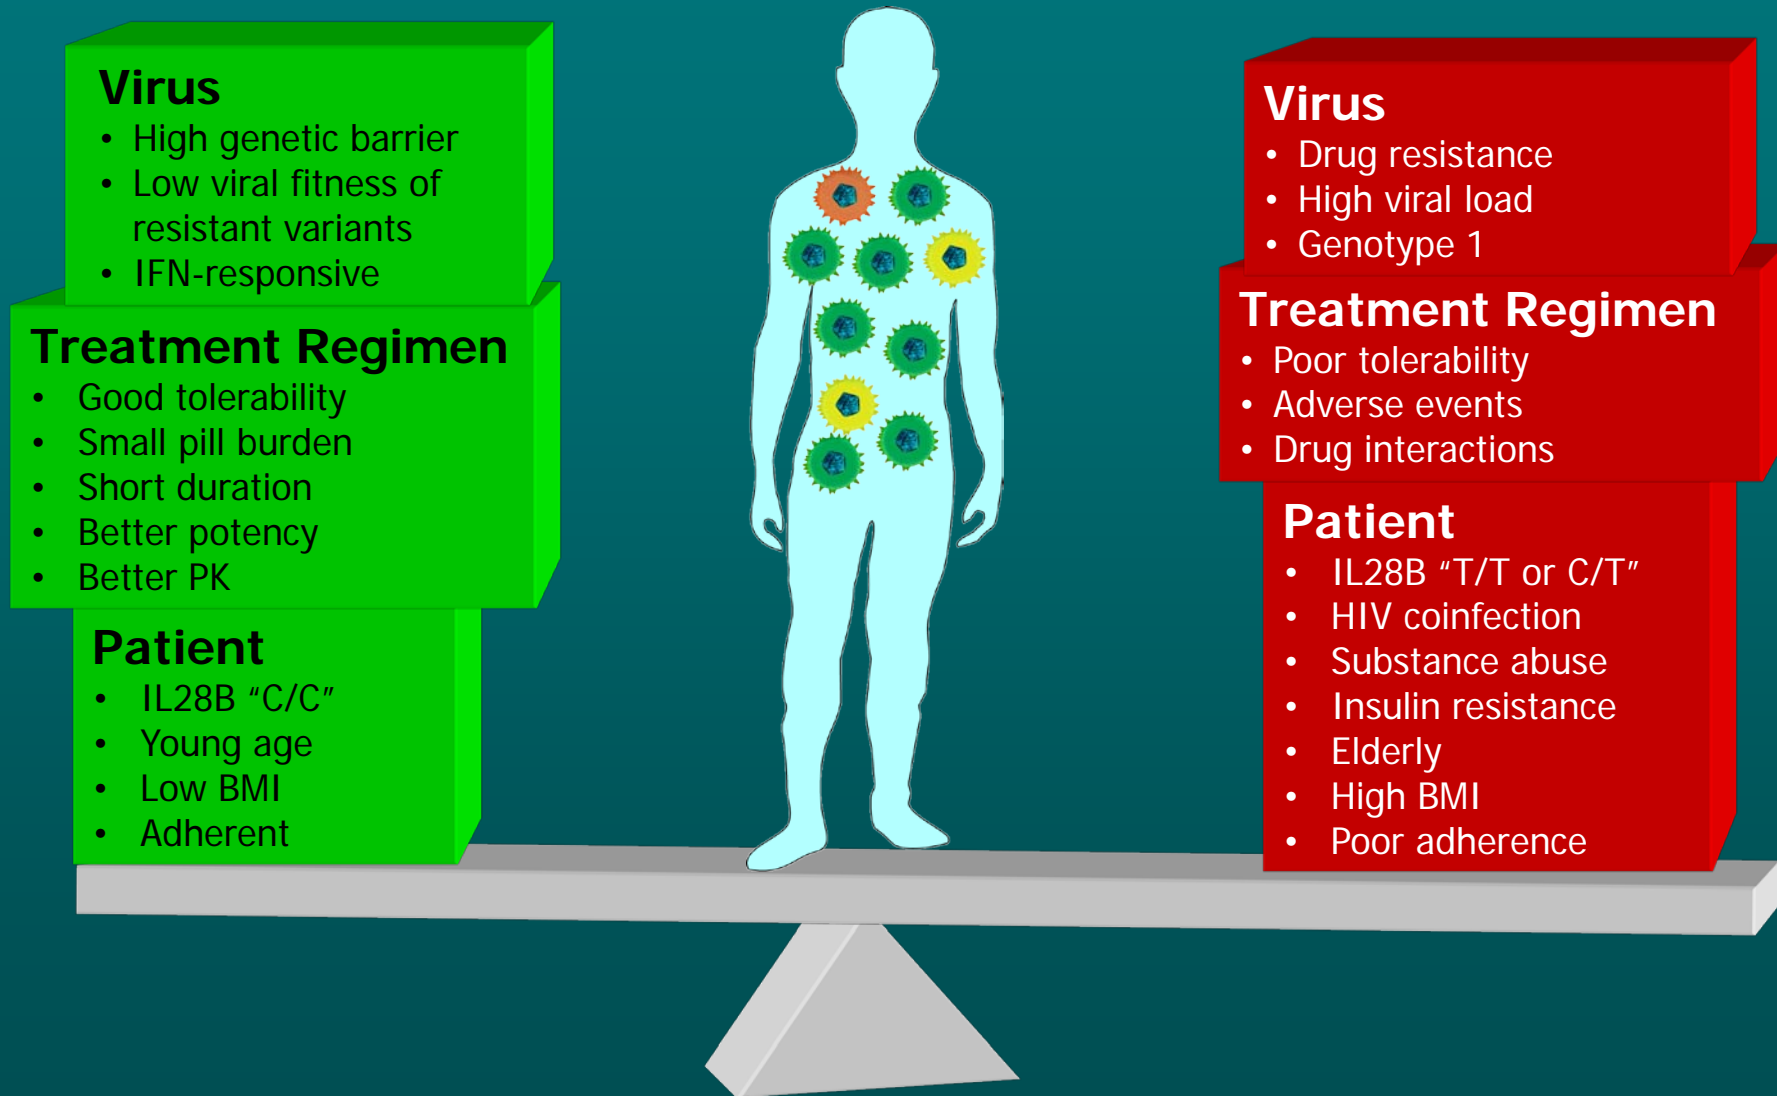 Virus
• High genetic barrier
• Low viral fitness of
resistant variants
• IFN-responsive
Treatment Regimen
• Good tolerability
• Small pill burden
• Short duration
• Better potency
• Better PK
Patient
• IL28B “C/C”
• Young age
• Low BMI
• Adherent
Virus
• Drug resistance
• High viral load
• Genotype 1
Treatment Regimen
• Poor tolerability
• Adverse events
• Drug interactions
Patient
• IL28B “T/T or C/T”
• HIV coinfection
• Substance abuse
• Insulin resistance
• Elderly
• High BMI
• Poor adherence